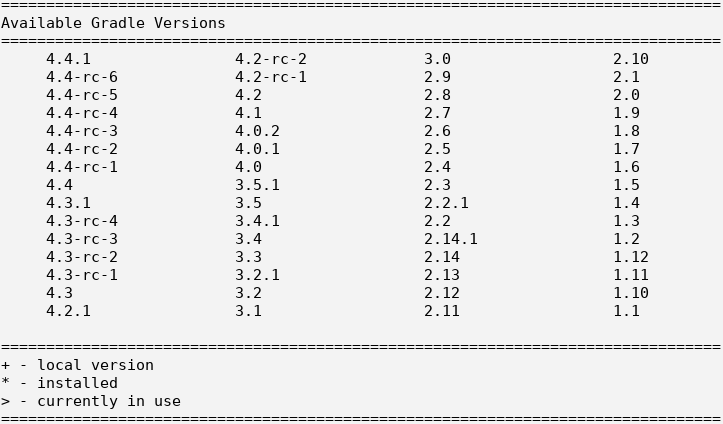 ================================================================================
Available Gradle Versions
================================================================================
     4.4.1                4.2-rc-2             3.0                  2.10
     4.4-rc-6             4.2-rc-1             2.9                  2.1
     4.4-rc-5             4.2                  2.8                  2.0
     4.4-rc-4             4.1                  2.7                  1.9
     4.4-rc-3             4.0.2                2.6                  1.8
     4.4-rc-2             4.0.1                2.5                  1.7
     4.4-rc-1             4.0                  2.4                  1.6
     4.4                  3.5.1                2.3                  1.5
     4.3.1                3.5                  2.2.1                1.4
     4.3-rc-4             3.4.1                2.2                  1.3
     4.3-rc-3             3.4                  2.14.1               1.2
     4.3-rc-2             3.3                  2.14                 1.12
     4.3-rc-1             3.2.1                2.13                 1.11
     4.3                  3.2                  2.12                 1.10
     4.2.1                3.1                  2.11                 1.1

================================================================================
+ - local version
* - installed
> - currently in use
================================================================================